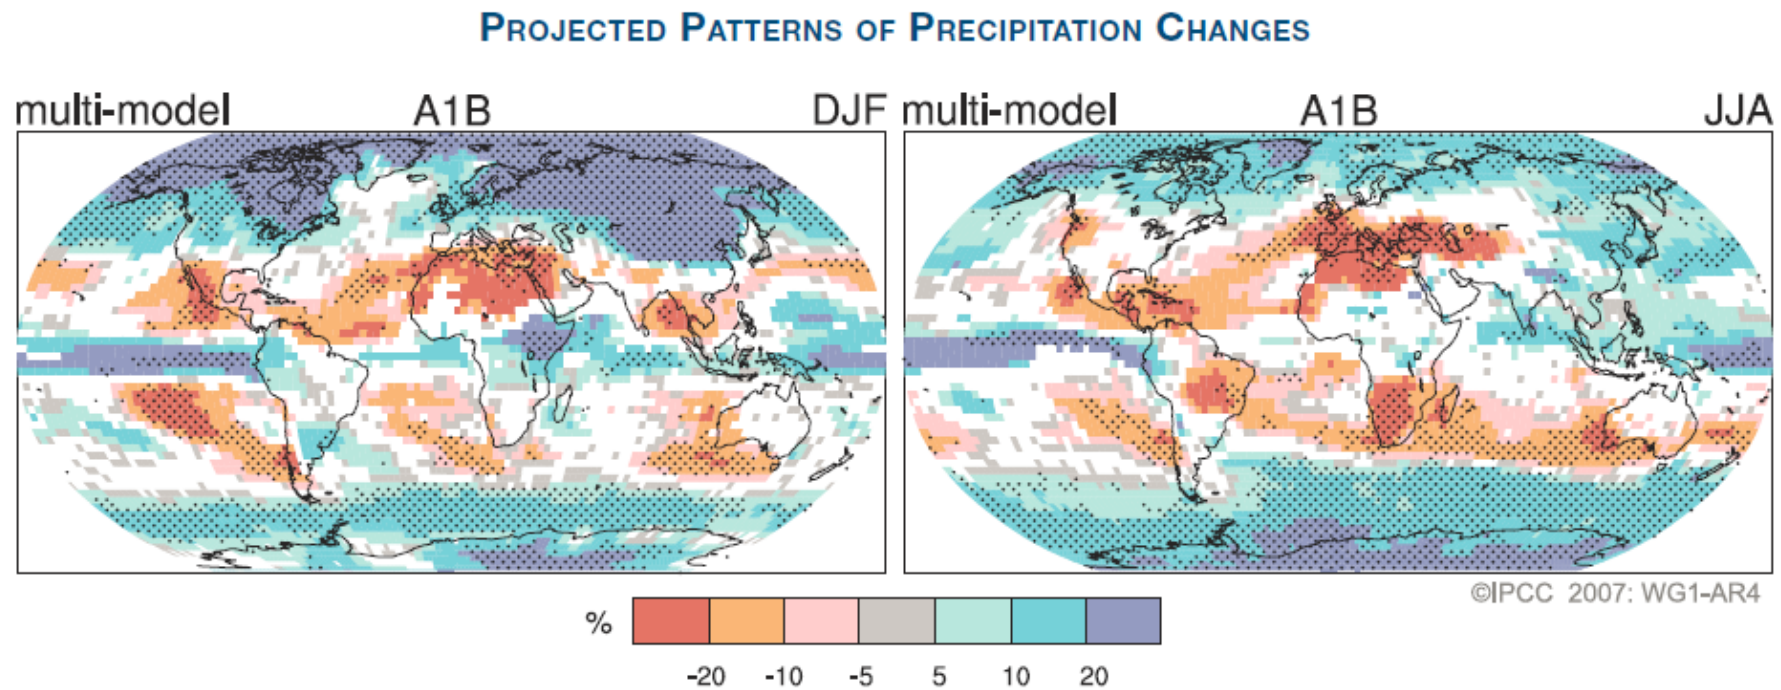 PROJECTED PATTERNS OF PRECIPITATION CHANGES
multi-model A1B DJF
multi-model A1B JJA
©IPCC 2007: WG1-AR4
%
-20 -10 -5 5 10 20